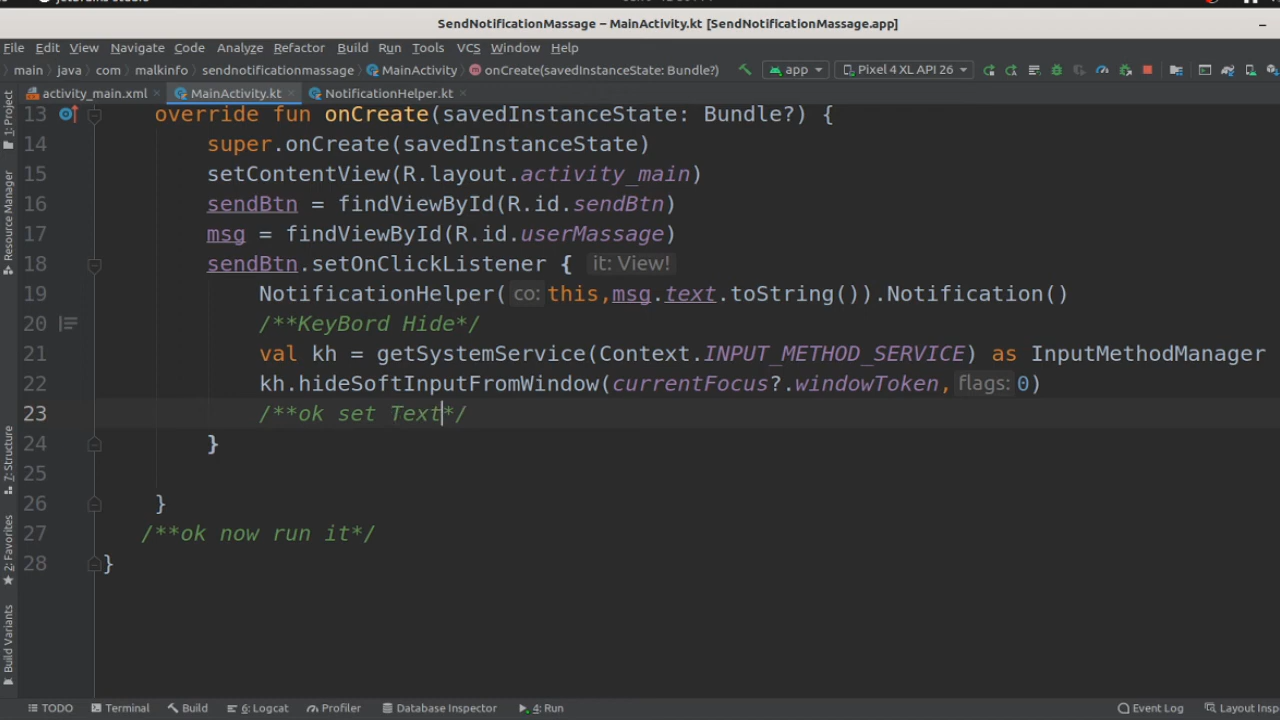 SendNotificationMassage – MainActivity.kt [SendNotificationMassage.app]
File Edit View Navigate Code Analyze Refactor Build Run Tools VCS Window Help
main java com malkinfo sendnotificationmassage MainActivity onCreate(savedInstanceState: Bundle?) app Pixel 4 XL API 26
activity_main.xml MainActivity.kt NotificationHelper.kt
1: Project
Resource Manager
7: Structure
2: Favorites
Build Variants
13 override fun onCreate(savedInstanceState: Bundle?) {
14 super.onCreate(savedInstanceState)
15 setContentView(R.layout.activity_main)
16 sendBtn = findViewById(R.id.sendBtn)
17 msg = findViewById(R.id.userMassage)
18 sendBtn.setOnClickListener { it: View!
19 NotificationHelper( co: this,msg.text.toString()).Notification()
20 /**KeyBord Hide*/
21 val kh = getSystemService(Context.INPUT_METHOD_SERVICE) as InputMethodManager
22 kh.hideSoftInputFromWindow(currentFocus?.windowToken, flags: 0)
23 /**ok set Text*/
24 }
25
26 }
27 /**ok now run it*/
28 }
TODO Terminal Build 6: Logcat Profiler Database Inspector 4: Run Event Log Layout Insp